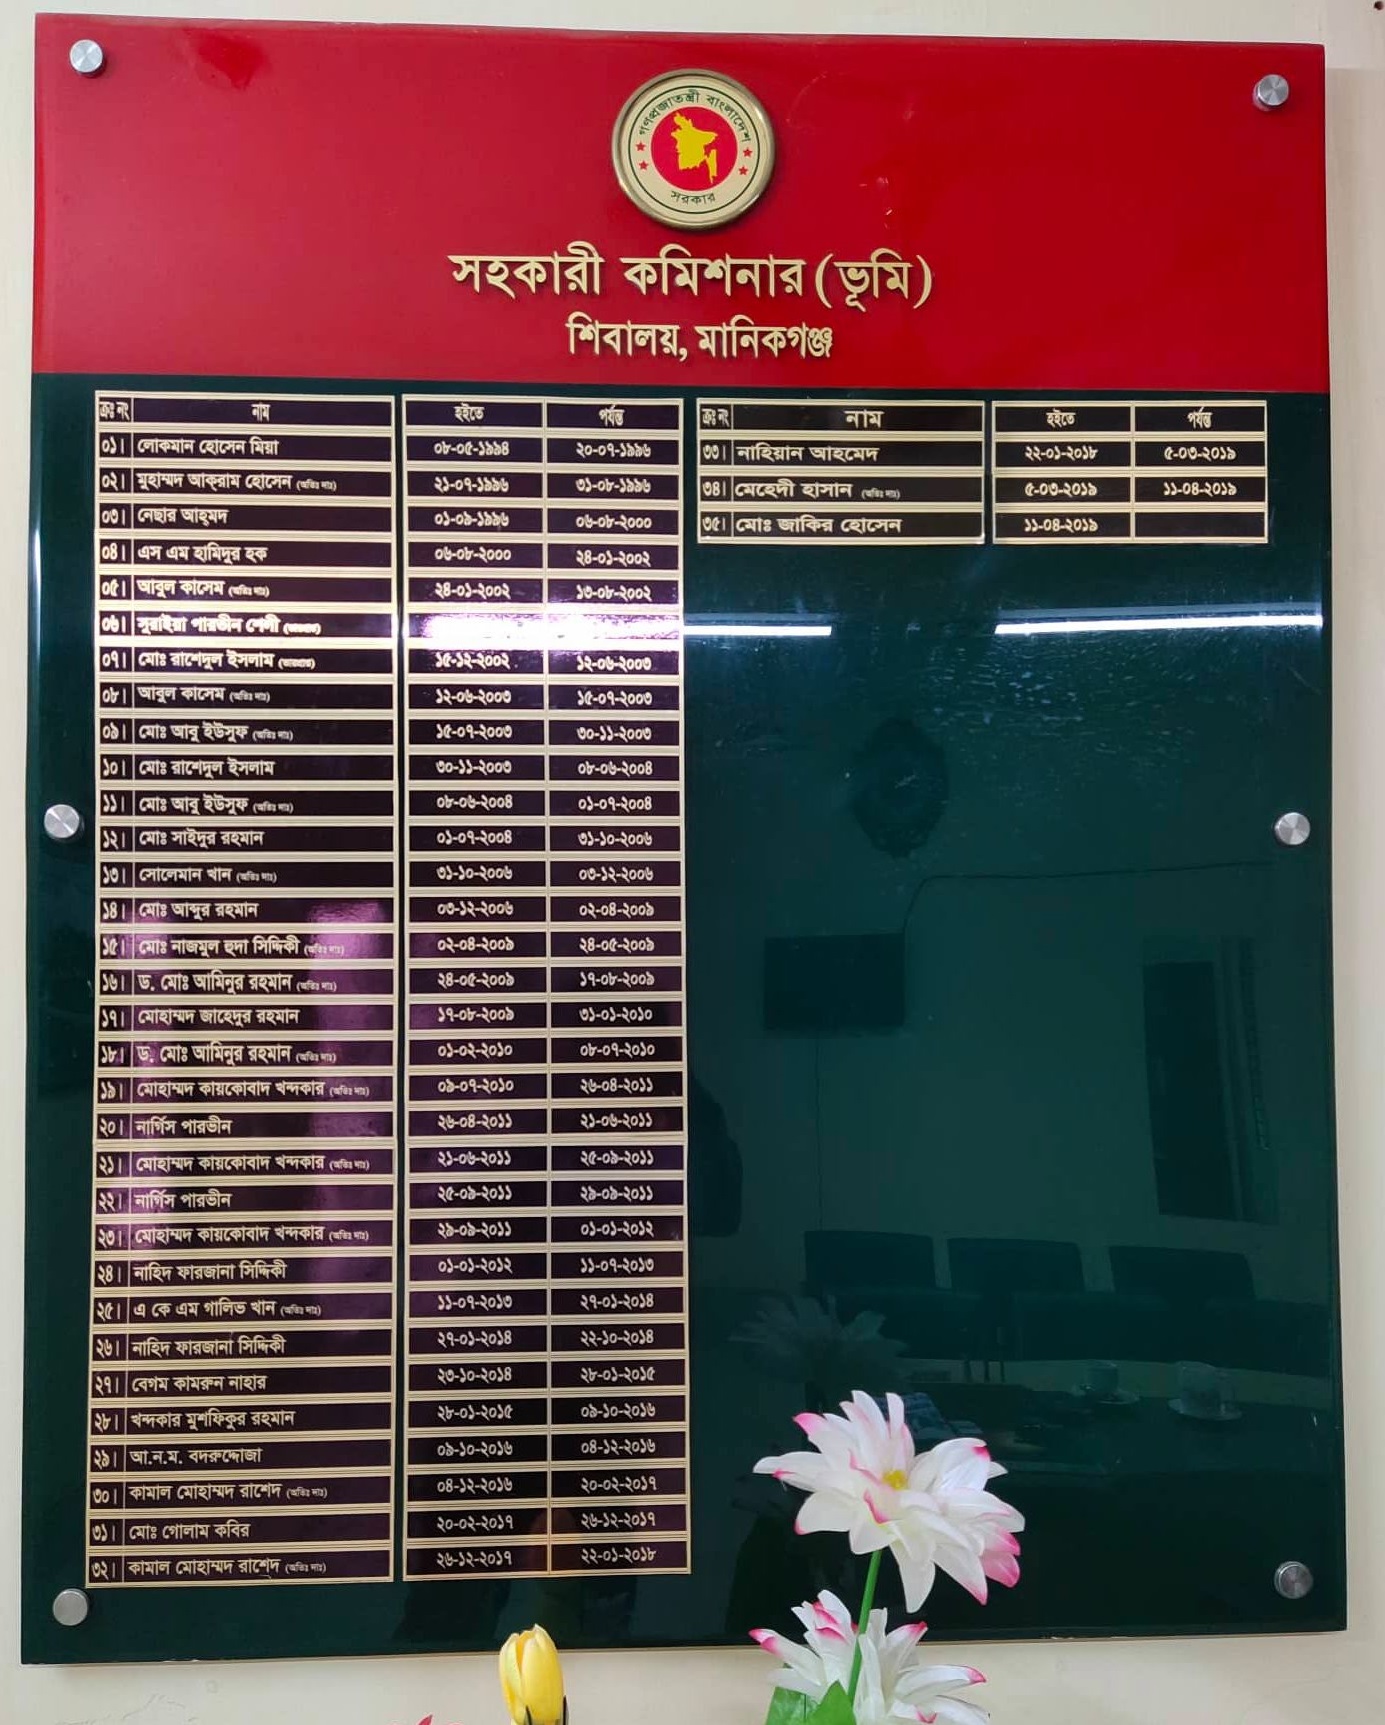 গণপ্রজাতন্ত্রী বাংলাদেশ
সরকার
সহকারী কমিশনার (ভূমি)
শিবালয়, মানিকগঞ্জ
ক্রঃ নং নাম হইতে পর্যন্ত
০১। লোকমান হোসেন মিয়া ০৮-০৫-১৯৯৪ ২০-০৭-১৯৯৬
০২। মুহাম্মদ আক্‌রাম হোসেন (অতিঃ দাঃ) ২১-০৭-১৯৯৬ ৩১-০৮-১৯৯৬
০৩। নেছার আহ্‌মদ ০১-০৯-১৯৯৬ ০৬-০৮-২০০০
০৪। এস এম হামিদুর হক ০৬-০৮-২০০০ ২৪-০১-২০০২
০৫। আবুল কাসেম (অতিঃ দাঃ) ২৪-০১-২০০২ ১৩-০৮-২০০২
০৬। সুরাইয়া পারভীন শেলী
০৭। মোঃ রাশেদুল ইসলাম ১৫-১২-২০০২ ১২-০৬-২০০৩
০৮। আবুল কাসেম (অতিঃ দাঃ) ১২-০৬-২০০৩ ১৫-০৭-২০০৩
০৯। মোঃ আবু ইউসুফ (অতিঃ দাঃ) ১৫-০৭-২০০৩ ৩০-১১-২০০৩
১০। মোঃ রাশেদুল ইসলাম ৩০-১১-২০০৩ ০৮-০৬-২০০৪
১১। মোঃ আবু ইউসুফ (অতিঃ দাঃ) ০৮-০৬-২০০৪ ০১-০৭-২০০৪
১২। মোঃ সাইদুর রহমান ০১-০৭-২০০৪ ৩১-১০-২০০৬
১৩। সোলেমান খান (অতিঃ দাঃ) ৩১-১০-২০০৬ ০৩-১২-২০০৬
১৪। মোঃ আব্দুর রহমান ০৩-১২-২০০৬ ০২-০৪-২০০৯
১৫। মোঃ নাজমুল হুদা সিদ্দিকী (অতিঃ দাঃ) ০২-০৪-২০০৯ ২৪-০৫-২০০৯
১৬। ড. মোঃ আমিনুর রহমান (অতিঃ দাঃ) ২৪-০৫-২০০৯ ১৭-০৮-২০০৯
১৭। মোহাম্মদ জাহেদুর রহমান ১৭-০৮-২০০৯ ৩১-০১-২০১০
১৮। ড. মোঃ আমিনুর রহমান (অতিঃ দাঃ) ০১-০২-২০১০ ০৮-০৭-২০১০
১৯। মোহাম্মদ কায়কোবাদ খন্দকার (অতিঃ দাঃ) ০৯-০৭-২০১০ ২৬-০৪-২০১১
২০। নার্গিস পারভীন ২৬-০৪-২০১১ ২১-০৬-২০১১
২১। মোহাম্মদ কায়কোবাদ খন্দকার (অতিঃ দাঃ) ২১-০৬-২০১১ ২৫-০৯-২০১১
২২। নার্গিস পারভীন ২৫-০৯-২০১১ ২৯-০৯-২০১১
২৩। মোহাম্মদ কায়কোবাদ খন্দকার (অতিঃ দাঃ) ২৯-০৯-২০১১ ০১-০১-২০১২
২৪। নাহিদ ফারজানা সিদ্দিকী ০১-০১-২০১২ ১১-০৭-২০১৩
২৫। এ কে এম গালিভ খান (অতিঃ দাঃ) ১১-০৭-২০১৩ ২৭-০১-২০১৪
২৬। নাহিদ ফারজানা সিদ্দিকী ২৭-০১-২০১৪ ২২-১০-২০১৪
২৭। বেগম কামরুন নাহার ২৩-১০-২০১৪ ২৮-০১-২০১৫
২৮। খন্দকার মুশফিকুর রহমান ২৮-০১-২০১৫ ০৯-১০-২০১৬
২৯। আ.ন.ম. বদরুদ্দোজা ০৯-১০-২০১৬ ০৪-১২-২০১৬
৩০। কামাল মোহাম্মদ রাশেদ (অতিঃ দাঃ) ০৪-১২-২০১৬ ২০-০২-২০১৭
৩১। মোঃ গোলাম কবির ২০-০২-২০১৭ ২৬-১২-২০১৭
৩২। কামাল মোহাম্মদ রাশেদ (অতিঃ দাঃ) ২৬-১২-২০১৭ ২২-০১-২০১৮
ক্রঃ নং নাম হইতে পর্যন্ত
৩৩। নাহিয়ান আহমেদ ২২-০১-২০১৮ ৫-০৩-২০১৯
৩৪। মেহেদী হাসান (অতিঃ দাঃ) ৫-০৩-২০১৯ ১১-০৪-২০১৯
৩৫। মোঃ জাকির হোসেন ১১-০৪-২০১৯